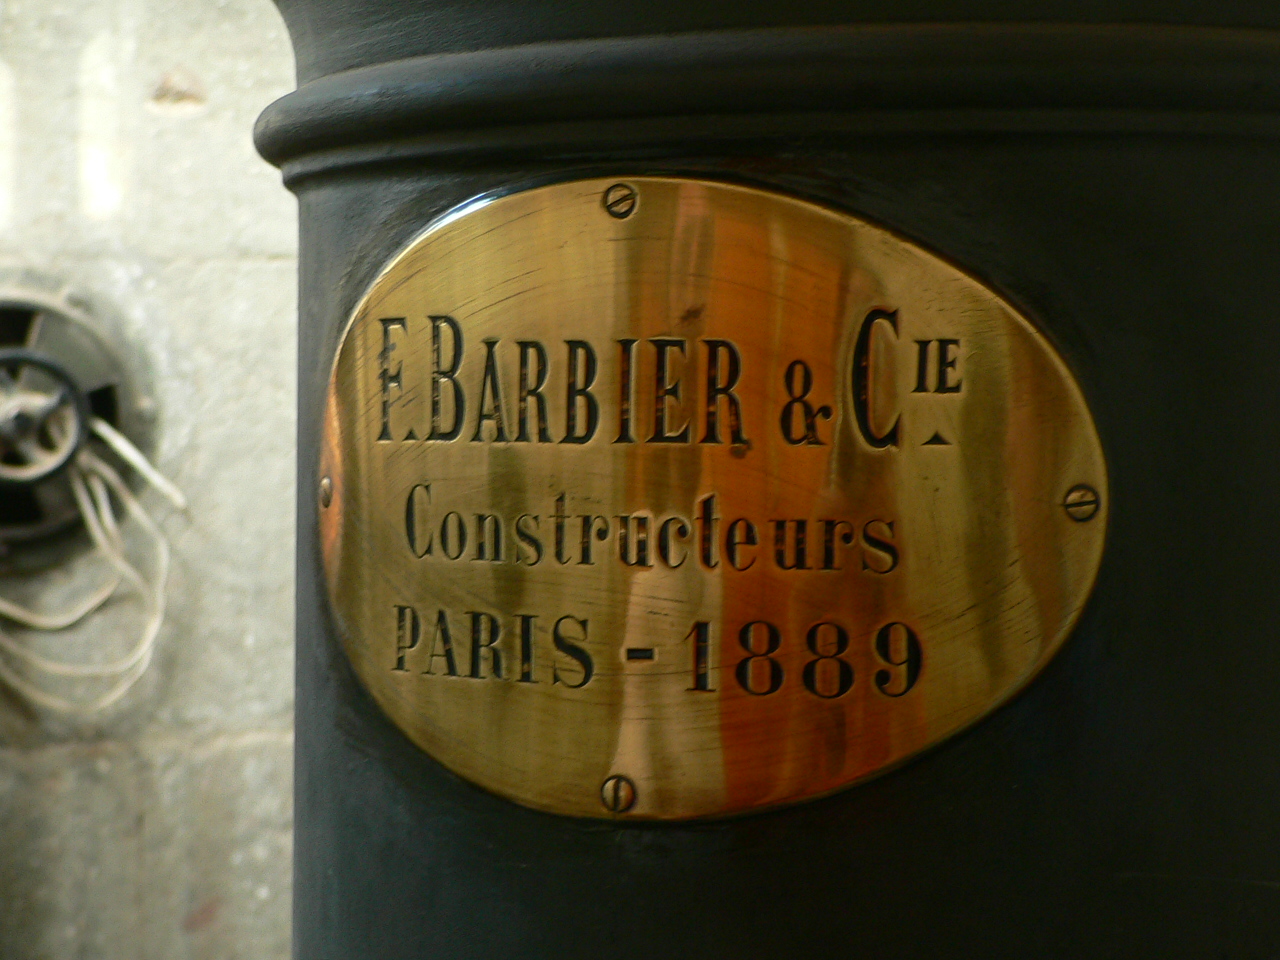 F. BARBIER & CIE
Constructeurs
PARIS - 1889